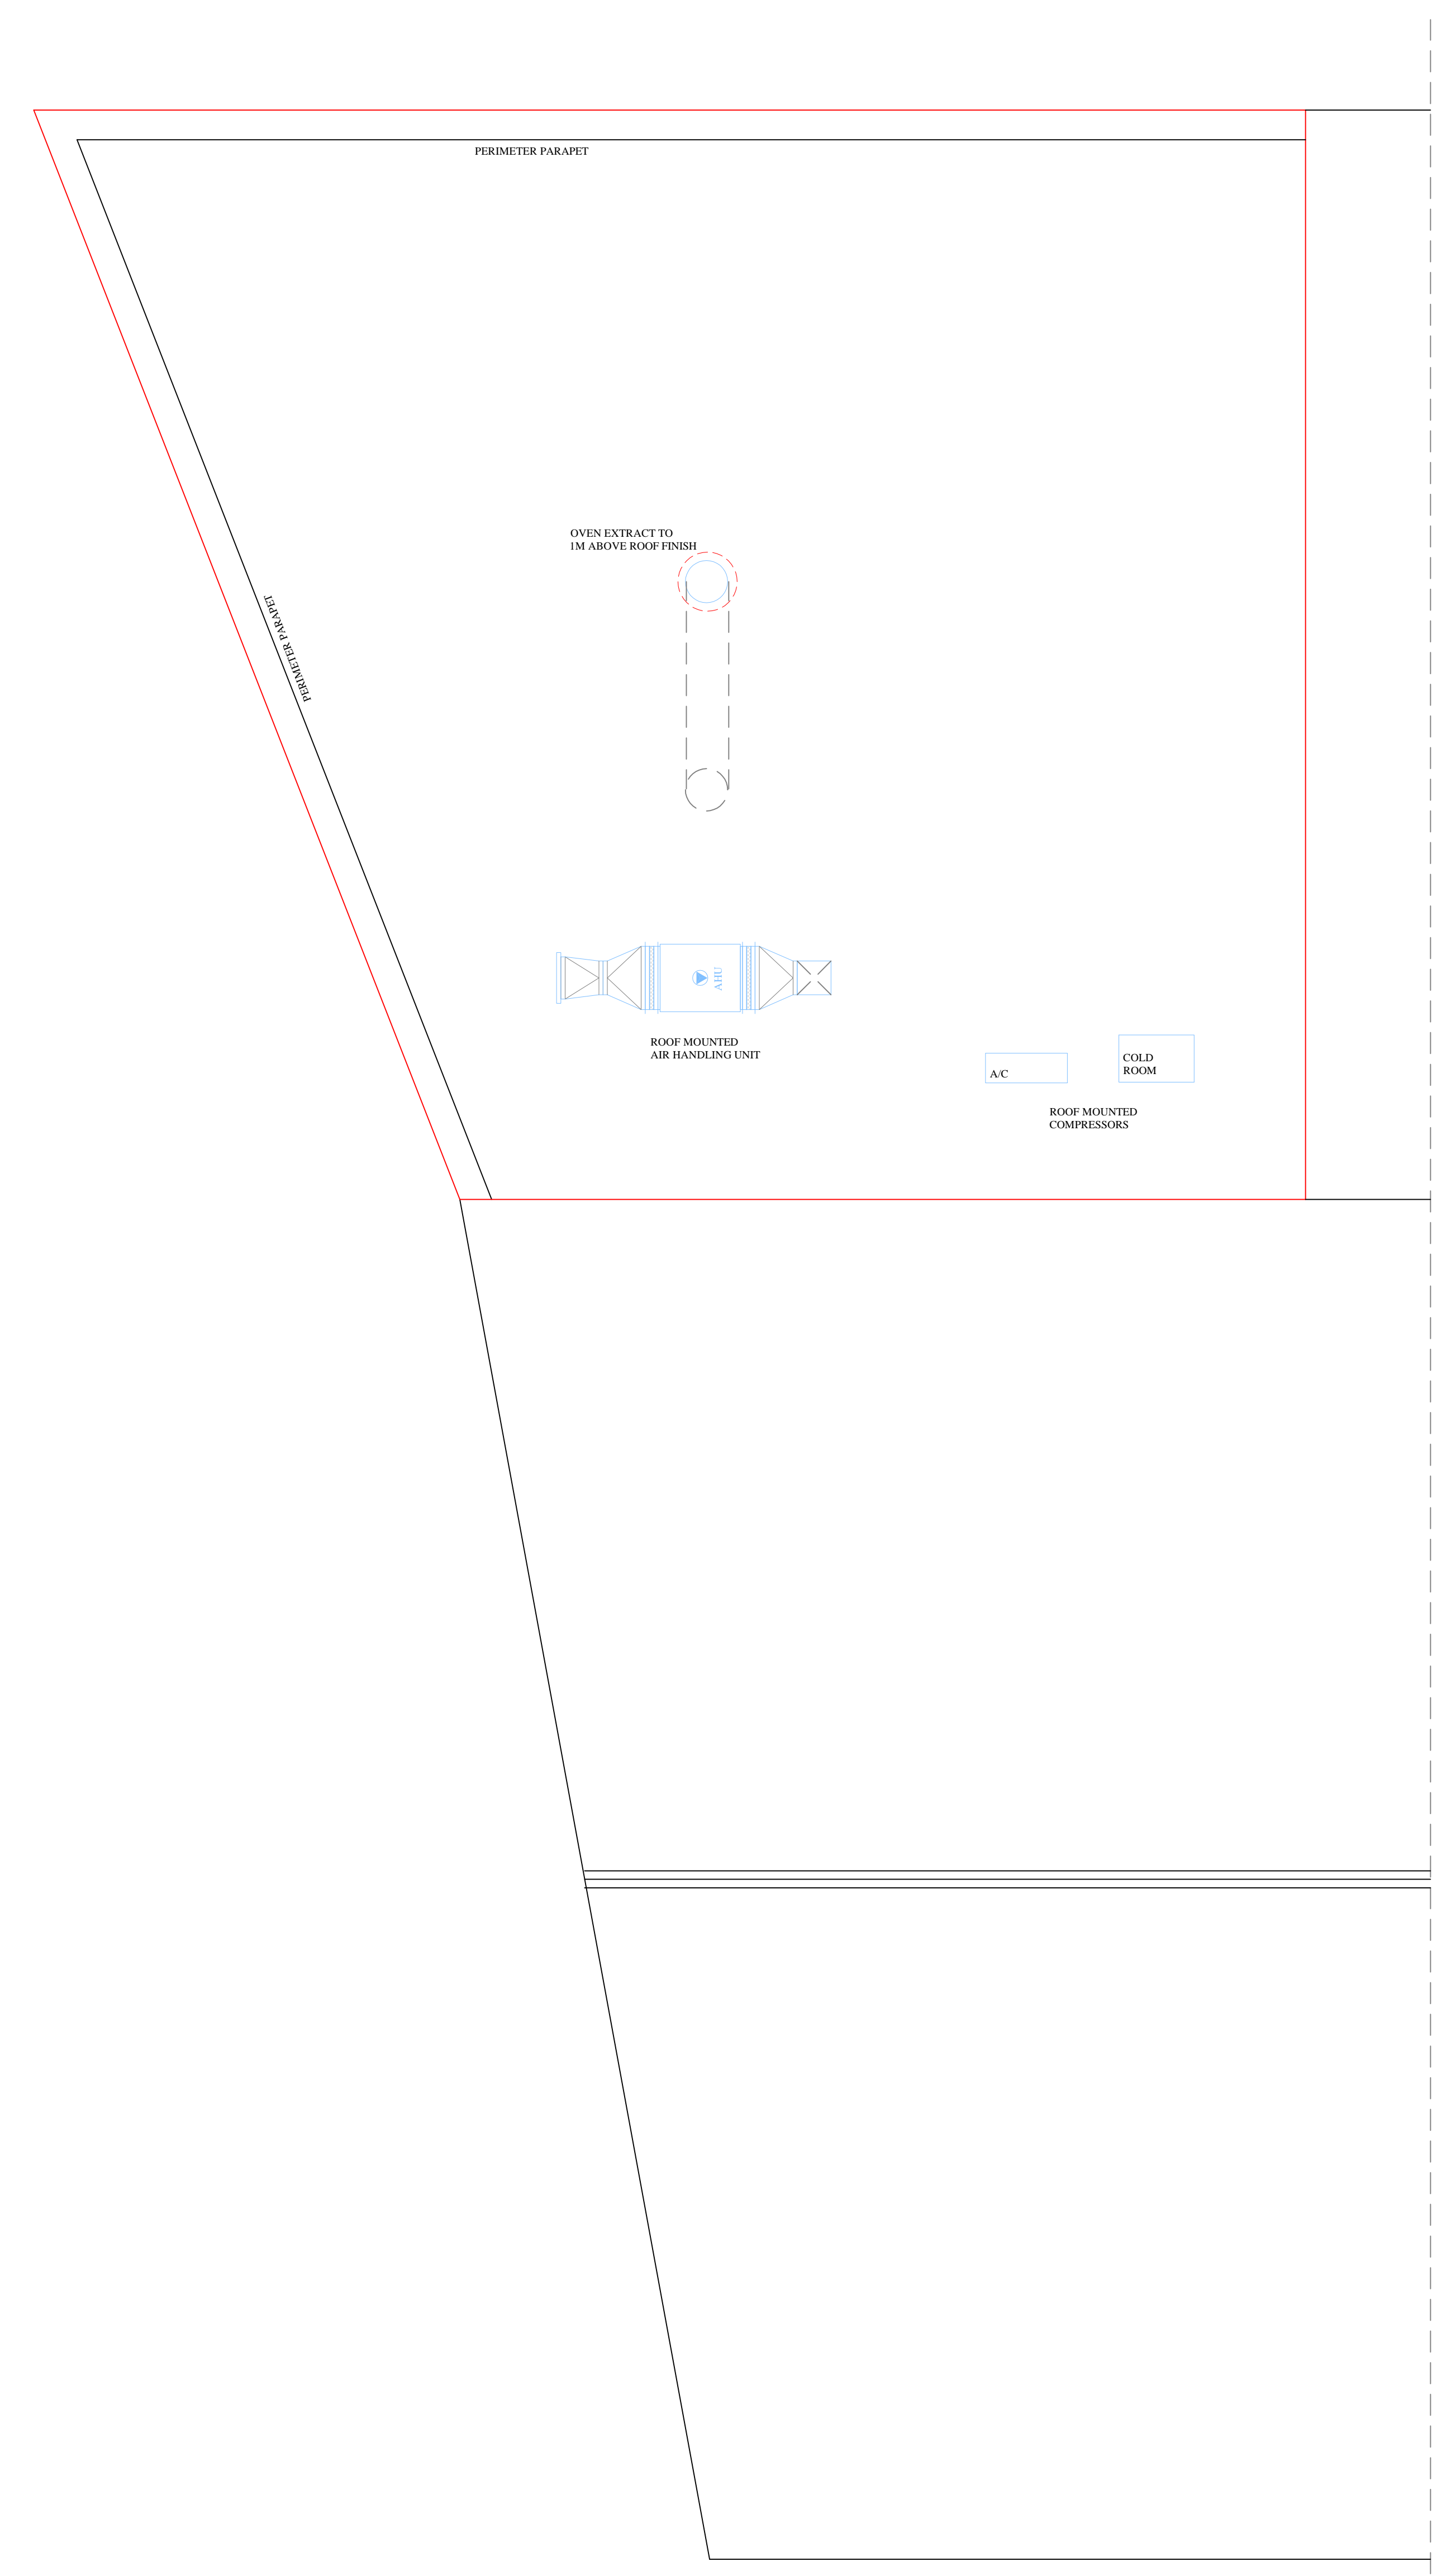 PERIMETER PARAPET
OVEN EXTRACT TO
1M ABOVE ROOF FINISH
PERIMETER PARAPET
AHU
ROOF MOUNTED
AIR HANDLING UNIT
A/C
COLD
ROOM
ROOF MOUNTED
COMPRESSORS